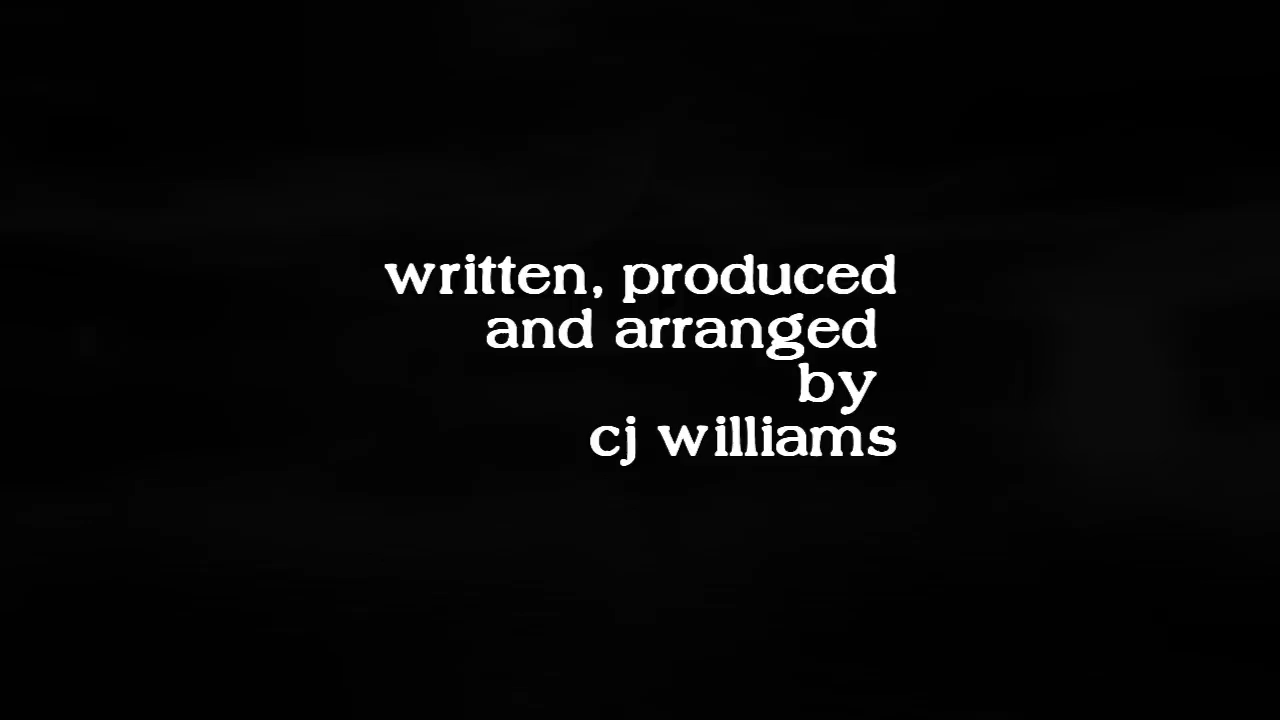 written, produced
and arranged
by
cj williams